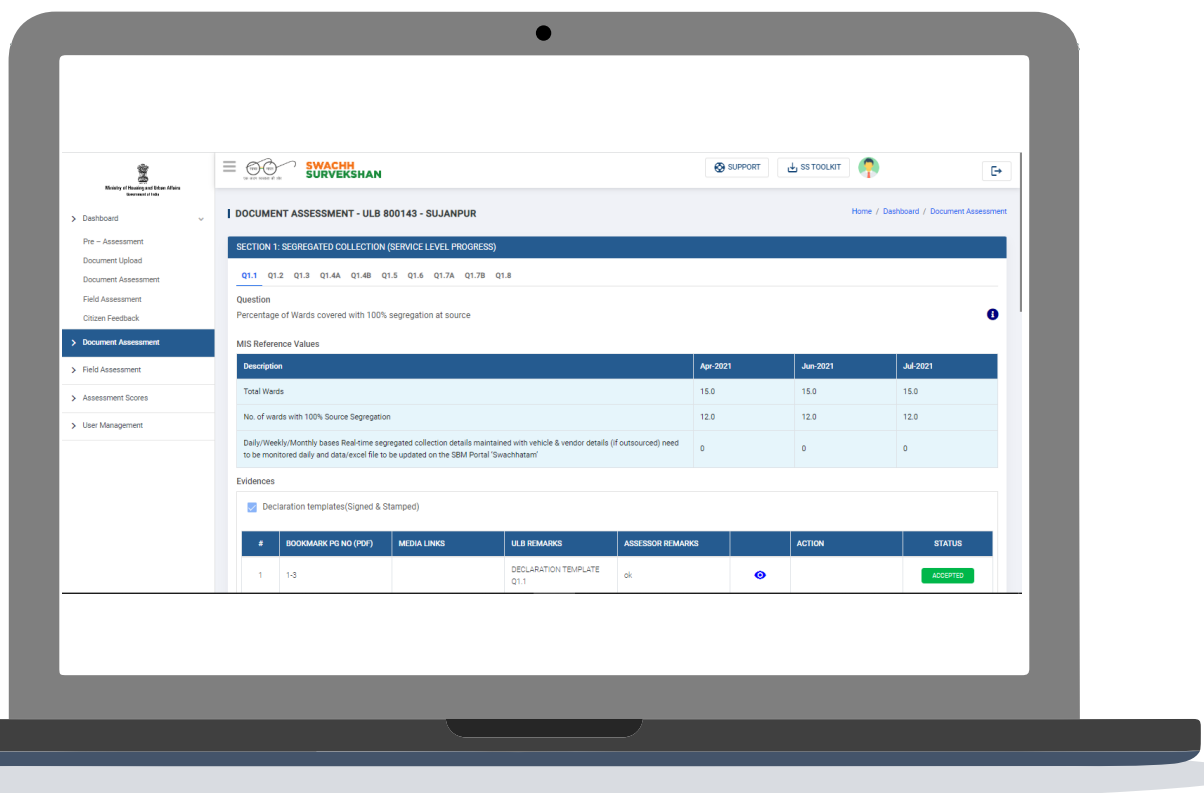 Ministry of Housing and Urban Affairs
Government of India
SWACHH
SURVEKSHAN
SUPPORT
SS TOOLKIT
Dashboard
Pre – Assessment
Document Upload
Document Assessment
Field Assessment
Citizen Feedback
Document Assessment
Field Assessment
Assessment Scores
User Management
DOCUMENT ASSESSMENT - ULB 800143 - SUJANPUR
Home / Dashboard / Document Assessment
SECTION 1: SEGREGATED COLLECTION (SERVICE LEVEL PROGRESS)
Q1.1 Q1.2 Q1.3 Q1.4A Q1.4B Q1.5 Q1.6 Q1.7A Q1.7B Q1.8
Question
Percentage of Wards covered with 100% segregation at source
MIS Reference Values
Description Apr-2021 Jun-2021 Jul-2021
Total Wards 15.0 15.0 15.0
No. of wards with 100% Source Segregation 12.0 12.0 12.0
Daily/Weekly/Monthly bases Real-time segregated collection details maintained with vehicle & vendor details (if outsourced) need
to be monitored daily and data/excel file to be updated on the SBM Portal 'Swachhatam' 0 0 0
Evidences
Declaration templates(Signed & Stamped)
# BOOKMARK PG NO (PDF) MEDIA LINKS ULB REMARKS ASSESSOR REMARKS ACTION STATUS
1 1-3 DECLARATION TEMPLATE
Q1.1 ok ACCEPTED